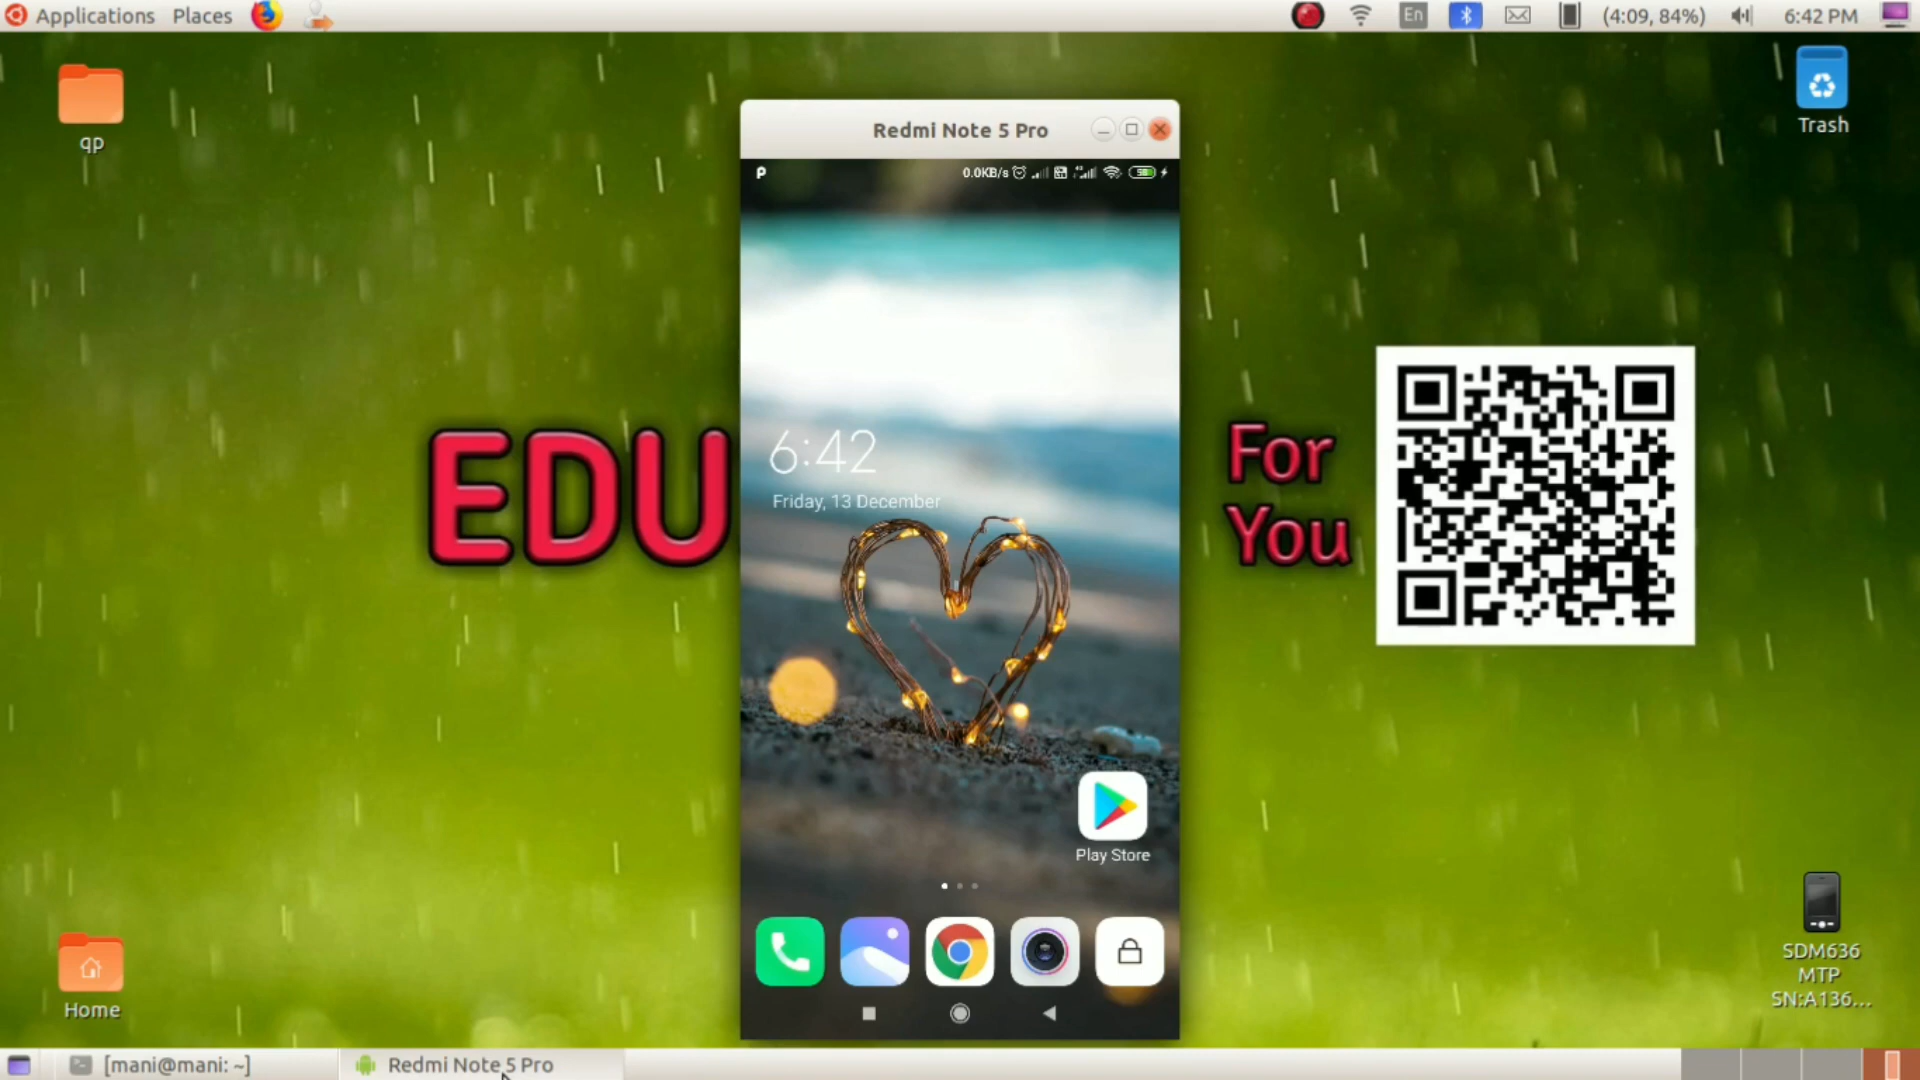 Applications Places
En
(4:09, 84%)
6:42 PM
qp
Trash
Redmi Note 5 Pro
0.0KB/s
6:42
Friday, 13 December
EDU
For
You
Play Store
SDM636
MTP
SN:A136...
Home
[mani@mani: ~]
Redmi Note 5 Pro